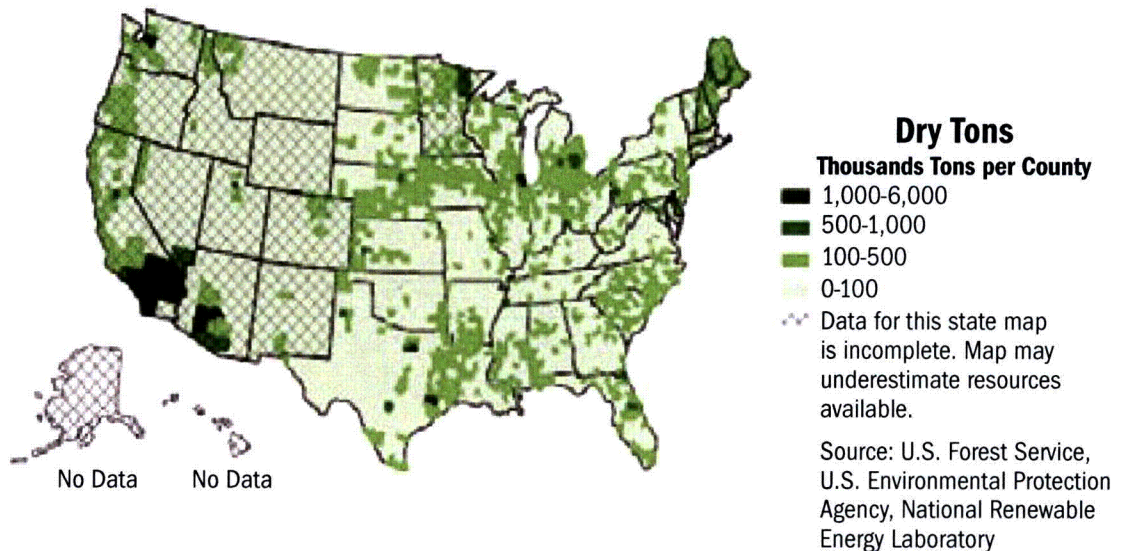 Dry Tons
Thousands Tons per County
1,000-6,000
500-1,000
100-500
0-100
Data for this state map
is incomplete. Map may
underestimate resources
available.
Source: U.S. Forest Service,
U.S. Environmental Protection
Agency, National Renewable
Energy Laboratory
No Data
No Data